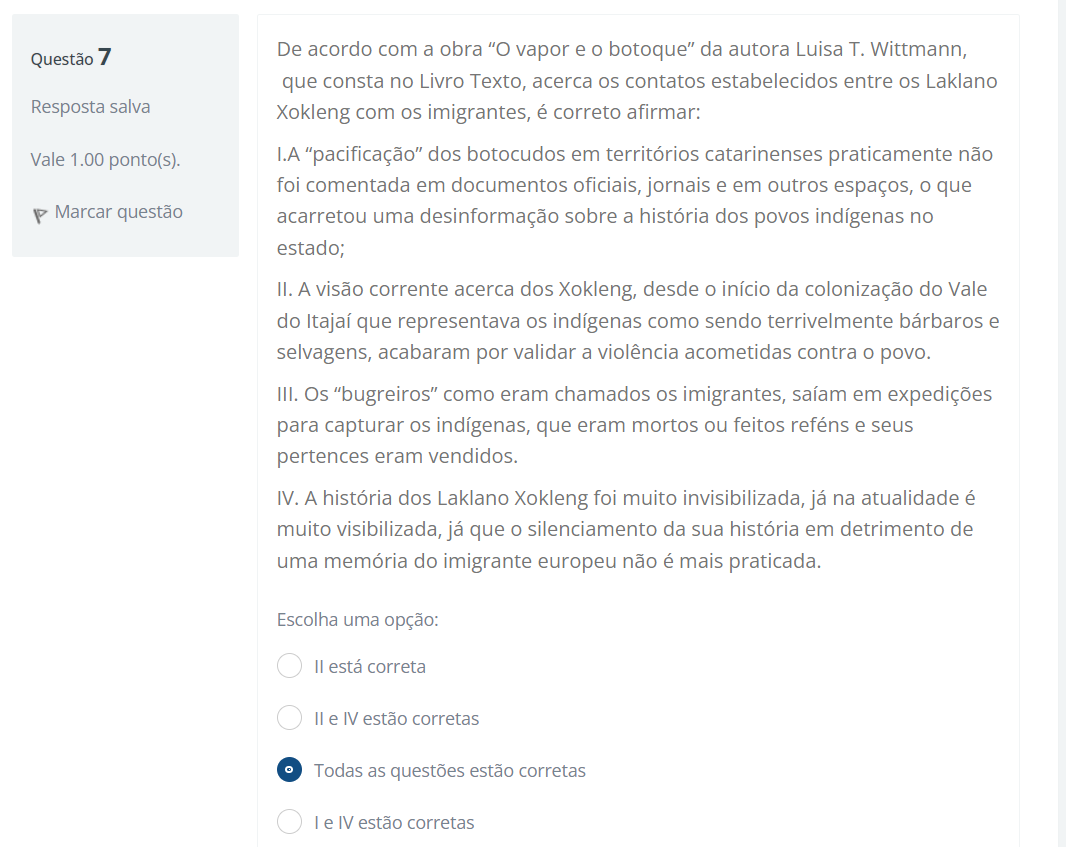 Questão 7
Resposta salva
Vale 1.00 ponto(s).
Marcar questão
De acordo com a obra “O vapor e o botoque” da autora Luisa T. Wittmann,
que consta no Livro Texto, acerca os contatos estabelecidos entre os Laklano
Xokleng com os imigrantes, é correto afirmar:
I.A “pacificação” dos botocudos em territórios catarinenses praticamente não
foi comentada em documentos oficiais, jornais e em outros espaços, o que
acarretou uma desinformação sobre a história dos povos indígenas no
estado;
II. A visão corrente acerca dos Xokleng, desde o início da colonização do Vale
do Itajaí que representava os indígenas como sendo terrivelmente bárbaros e
selvagens, acabaram por validar a violência acometidas contra o povo.
III. Os “bugreiros” como eram chamados os imigrantes, saíam em expedições
para capturar os indígenas, que eram mortos ou feitos reféns e seus
pertences eram vendidos.
IV. A história dos Laklano Xokleng foi muito invisibilizada, já na atualidade é
muito visibilizada, já que o silenciamento da sua história em detrimento de
uma memória do imigrante europeu não é mais praticada.
Escolha uma opção:
II está correta
II e IV estão corretas
Todas as questões estão corretas
I e IV estão corretas